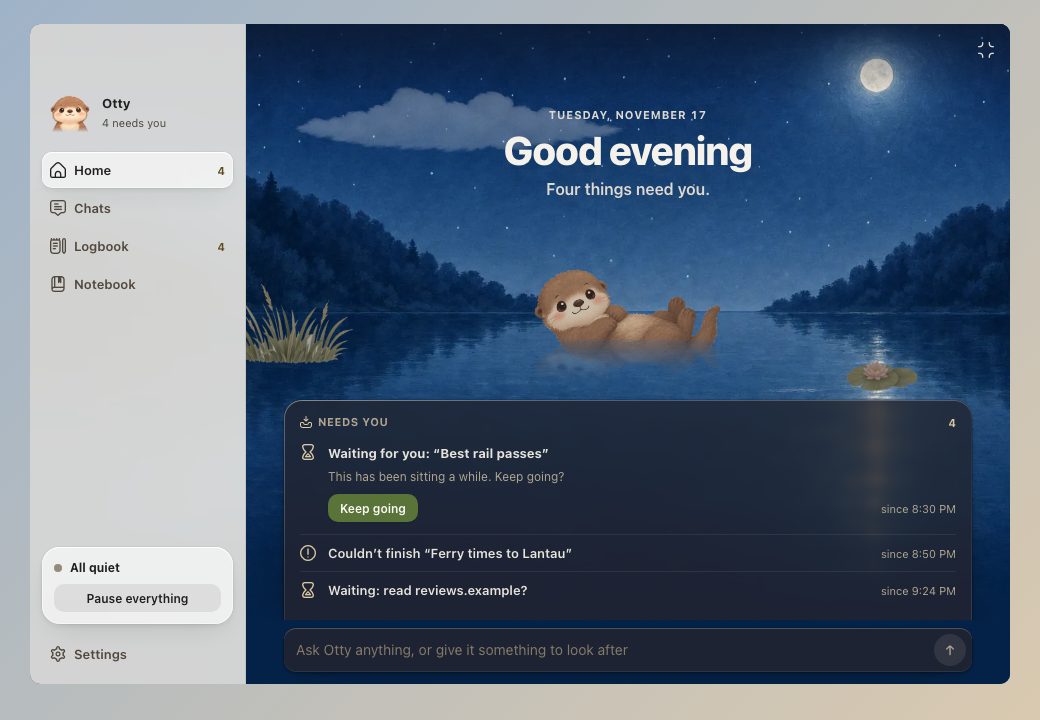 Otty
4 needs you
Home 4
Chats
Logbook 4
Notebook
All quiet
Pause everything
Settings
TUESDAY, NOVEMBER 17
Good evening
Four things need you.
NEEDS YOU 4
Waiting for you: “Best rail passes”
This has been sitting a while. Keep going?
Keep going since 8:30 PM
Couldn’t finish “Ferry times to Lantau” since 8:50 PM
Waiting: read reviews.example? since 9:24 PM
Ask Otty anything, or give it something to look after